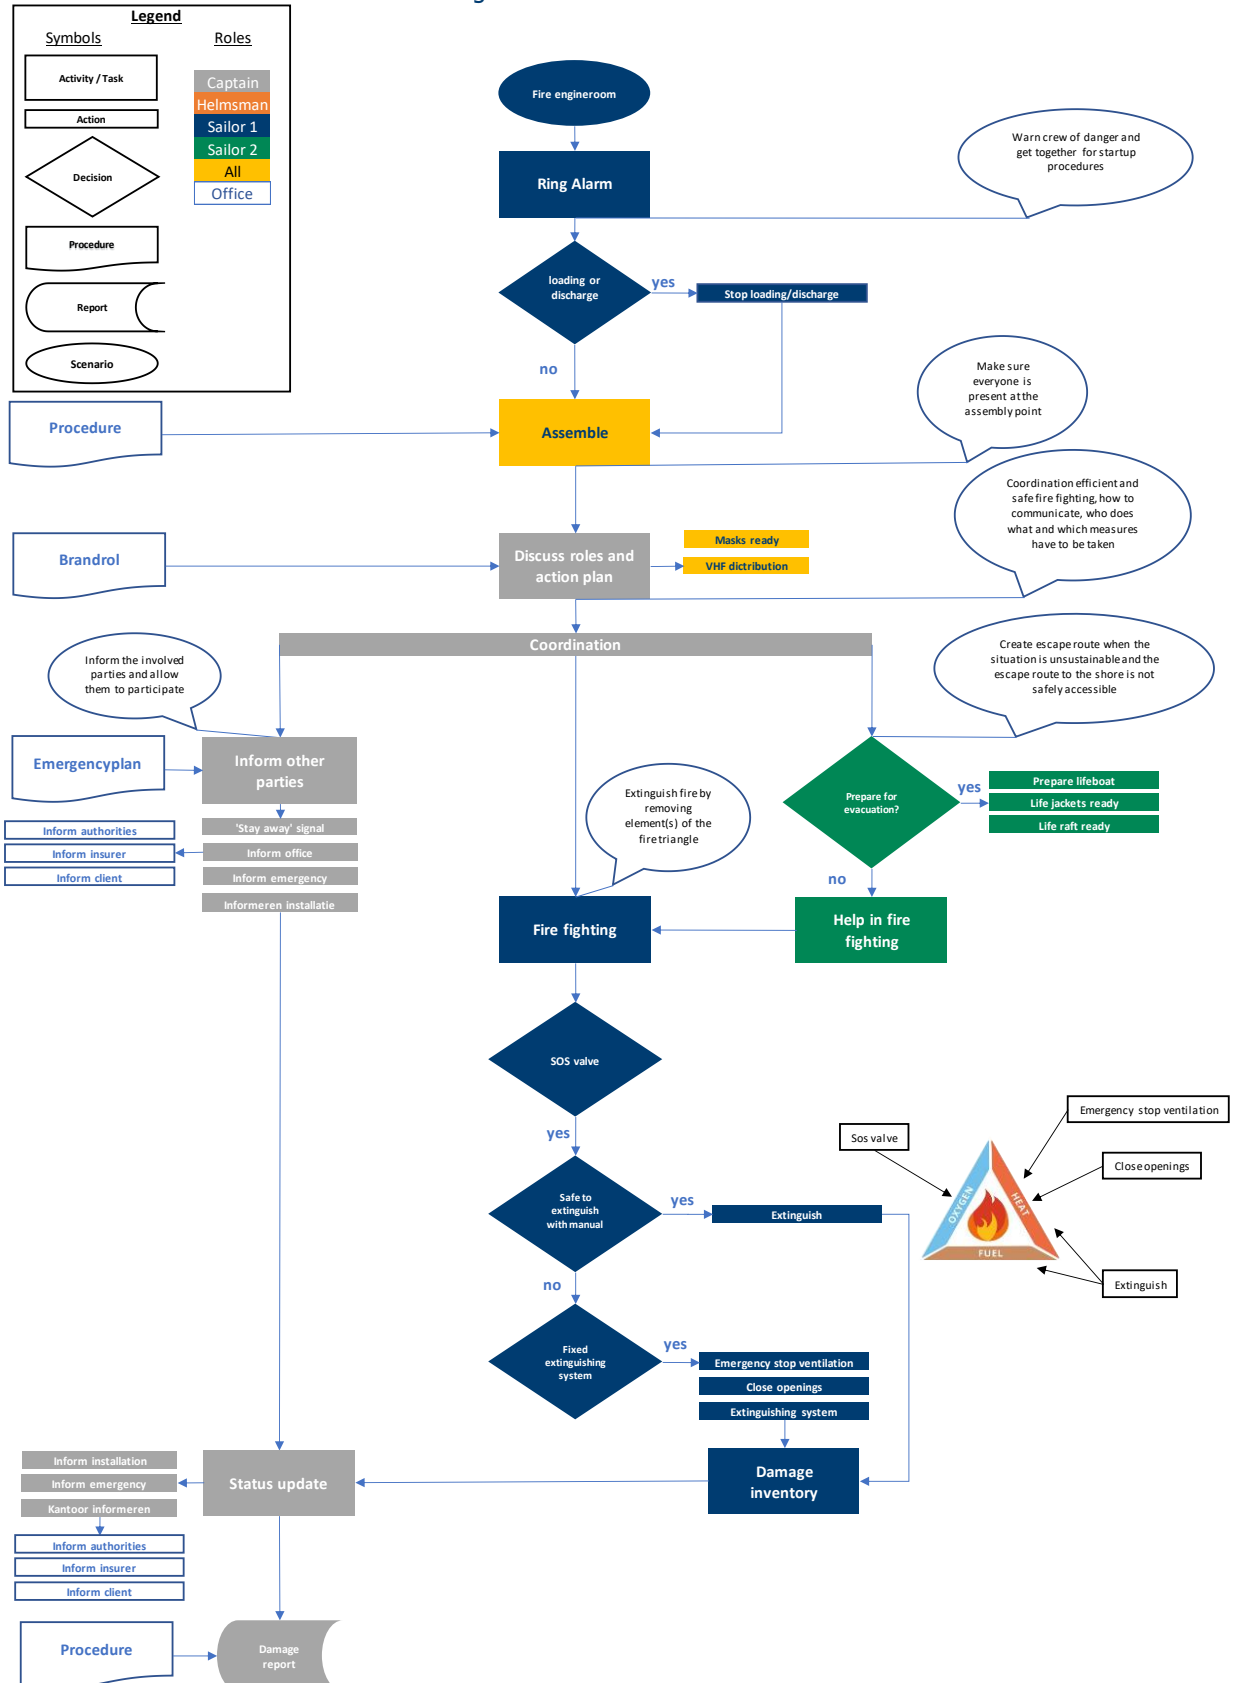 Legend
Symbols
Roles
Activity / Task
Action
Decision
Procedure
Report
Scenario
Captain
Helmsman
Sailor 1
Sailor 2
All
Office
Fire engineroom
Ring Alarm
Warn crew of danger and
get together for startup
procedures
loading or
discharge
yes
Stop loading/discharge
no
Make sure
everyone is
present at the
assembly point
Procedure
Assemble
Coordination efficient and
safe fire fighting, how to
communicate, who does
what and which measures
have to be taken
Brandrol
Discuss roles and
action plan
Masks ready
VHF dictribution
Coordination
Inform the involved
parties and allow
them to participate
Create escape route when the
situation is unsustainable and the
escape route to the shore is not
safely accessible
Emergencyplan
Inform other
parties
Extinguish fire by
removing
element(s) of the
fire triangle
Prepare for
evacuation?
yes
Prepare lifeboat
Life jackets ready
Life raft ready
'Stay away' signal
Inform office
Inform emergency
Informeren installatie
Inform authorities
Inform insurer
Inform client
no
Fire fighting
Help in fire
fighting
SOS valve
yes
Safe to
extinguish
with manual
yes
Extinguish
no
Sos valve
Emergency stop ventilation
Close openings
Extinguish
OXYGEN
HEAT
FUEL
Fixed
extinguishing
system
yes
Emergency stop ventilation
Close openings
Extinguishing system
Damage
inventory
Status update
Inform installation
Inform emergency
Kantoor informeren
Inform authorities
Inform insurer
Inform client
Procedure
Damage
report